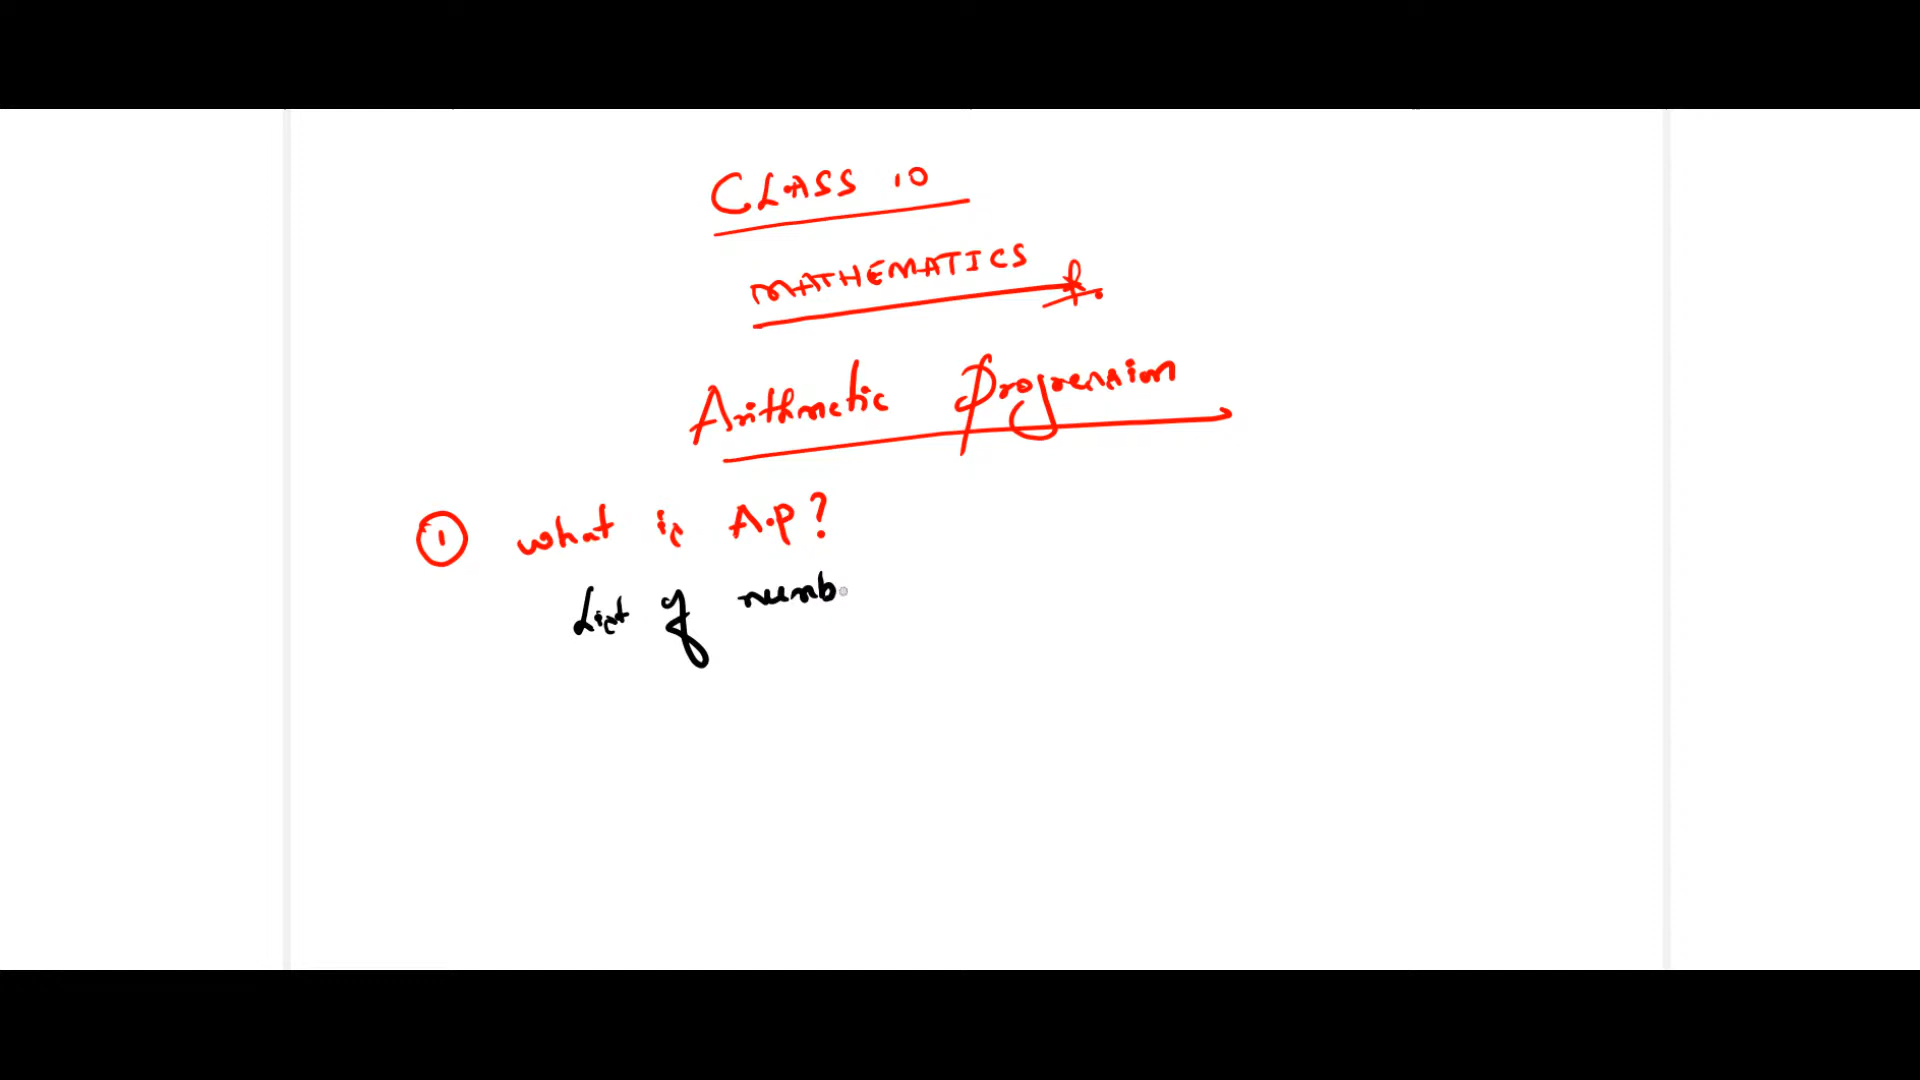 CLASS 10
MATHEMATICS
Arithmetic Progression
1 what is A.P?
List of numb